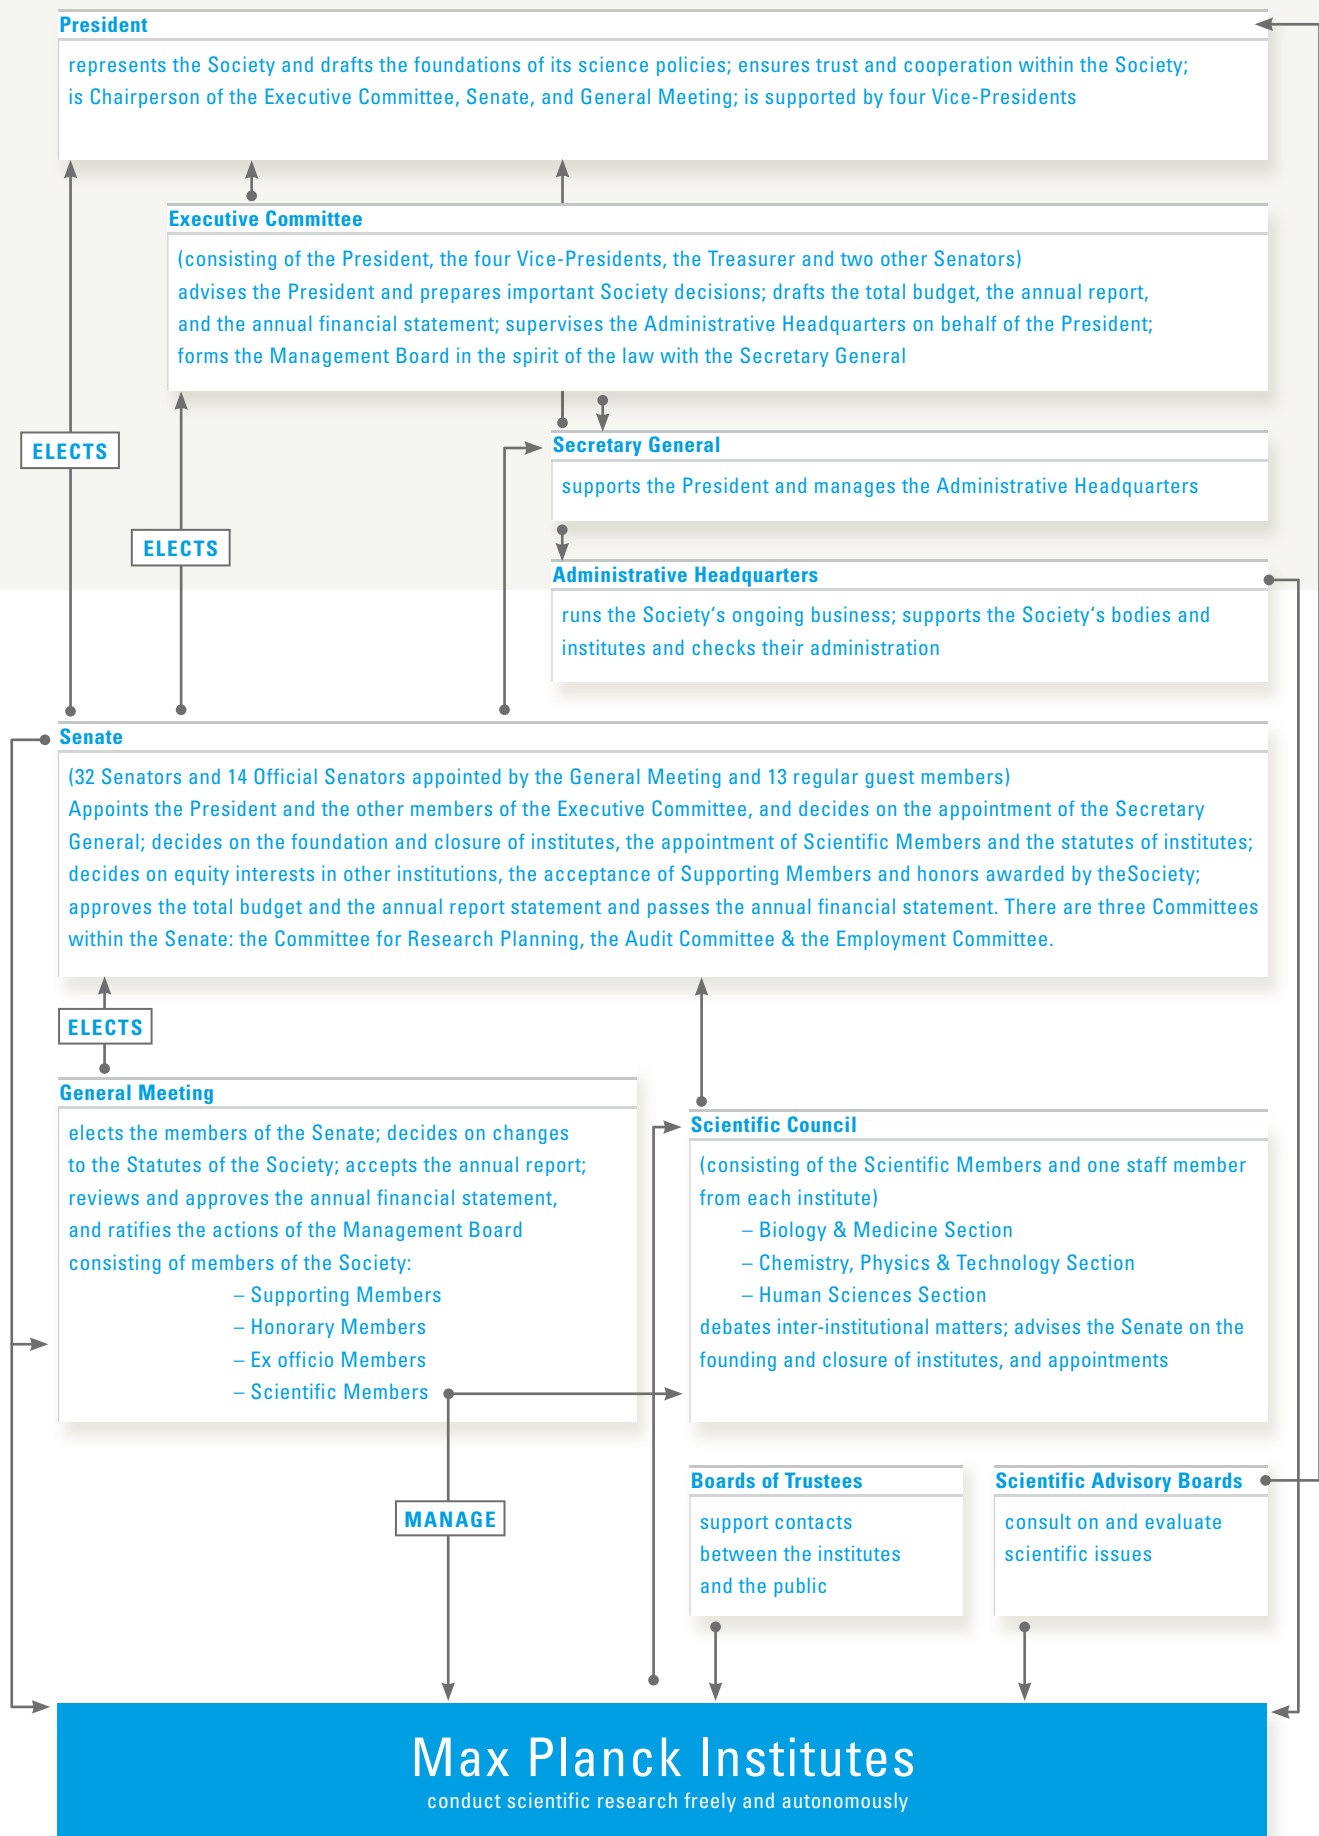 President
represents the Society and drafts the foundations of its science policies; ensures trust and cooperation within the Society;
is Chairperson of the Executive Committee, Senate, and General Meeting; is supported by four Vice-Presidents
Executive Committee
(consisting of the President, the four Vice-Presidents, the Treasurer and two other Senators)
advises the President and prepares important Society decisions; drafts the total budget, the annual report,
and the annual financial statement; supervises the Administrative Headquarters on behalf of the President;
forms the Management Board in the spirit of the law with the Secretary General
ELECTS
Secretary General
supports the President and manages the Administrative Headquarters
ELECTS
Administrative Headquarters
runs the Society‘s ongoing business; supports the Society‘s bodies and
institutes and checks their administration
Senate
(32 Senators and 14 Official Senators appointed by the General Meeting and 13 regular guest members)
Appoints the President and the other members of the Executive Committee, and decides on the appointment of the Secretary
General; decides on the foundation and closure of institutes, the appointment of Scientific Members and the statutes of institutes;
decides on equity interests in other institutions, the acceptance of Supporting Members and honors awarded by theSociety;
approves the total budget and the annual report statement and passes the annual financial statement. There are three Committees
within the Senate: the Committee for Research Planning, the Audit Committee & the Employment Committee.
ELECTS
General Meeting
elects the members of the Senate; decides on changes
to the Statutes of the Society; accepts the annual report;
reviews and approves the annual financial statement,
and ratifies the actions of the Management Board
consisting of members of the Society:
– Supporting Members
– Honorary Members
– Ex officio Members
– Scientific Members
Scientific Council
(consisting of the Scientific Members and one staff member
from each institute)
– Biology & Medicine Section
– Chemistry, Physics & Technology Section
– Human Sciences Section
debates inter-institutional matters; advises the Senate on the
founding and closure of institutes, and appointments
MANAGE
Boards of Trustees
support contacts
between the institutes
and the public
Scientific Advisory Boards
consult on and evaluate
scientific issues
Max Planck Institutes
conduct scientific research freely and autonomously